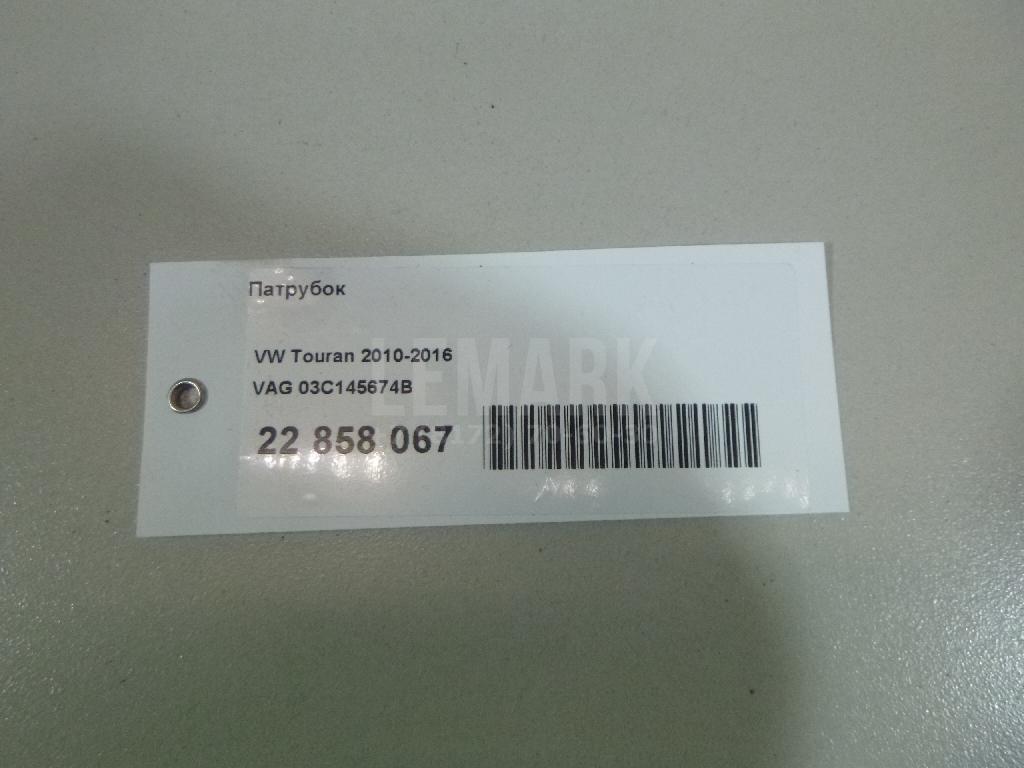 Патрубок
VW Touran 2010-2016
VAG 03C145674B
22 858 067
LEMARK